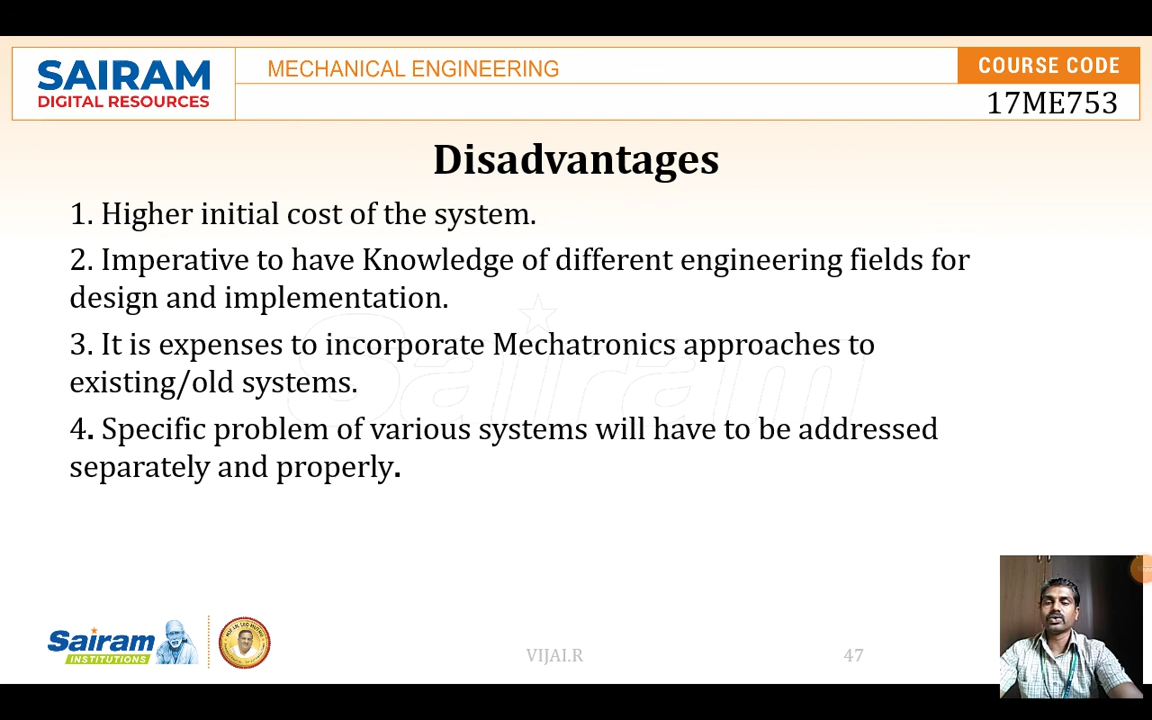 SAIRAM
DIGITAL RESOURCES
MECHANICAL ENGINEERING
COURSE CODE
17ME753
Disadvantages
1. Higher initial cost of the system.
2. Imperative to have Knowledge of different engineering fields for
design and implementation.
3. It is expenses to incorporate Mechatronics approaches to
existing/old systems.
4. Specific problem of various systems will have to be addressed
separately and properly.
Sairam
Sairam
INSTITUTIONS
VIJAI.R
47